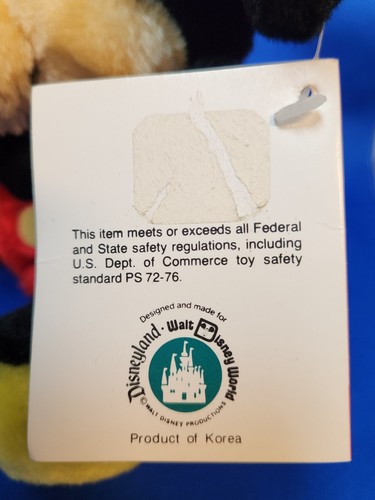 This item meets or exceeds all Federal
and State safety regulations, including
U.S. Dept. of Commerce toy safety
standard PS 72-76.
Designed and made for
Disneyland · Walt Disney World
© WALT DISNEY PRODUCTIONS
Product of Korea